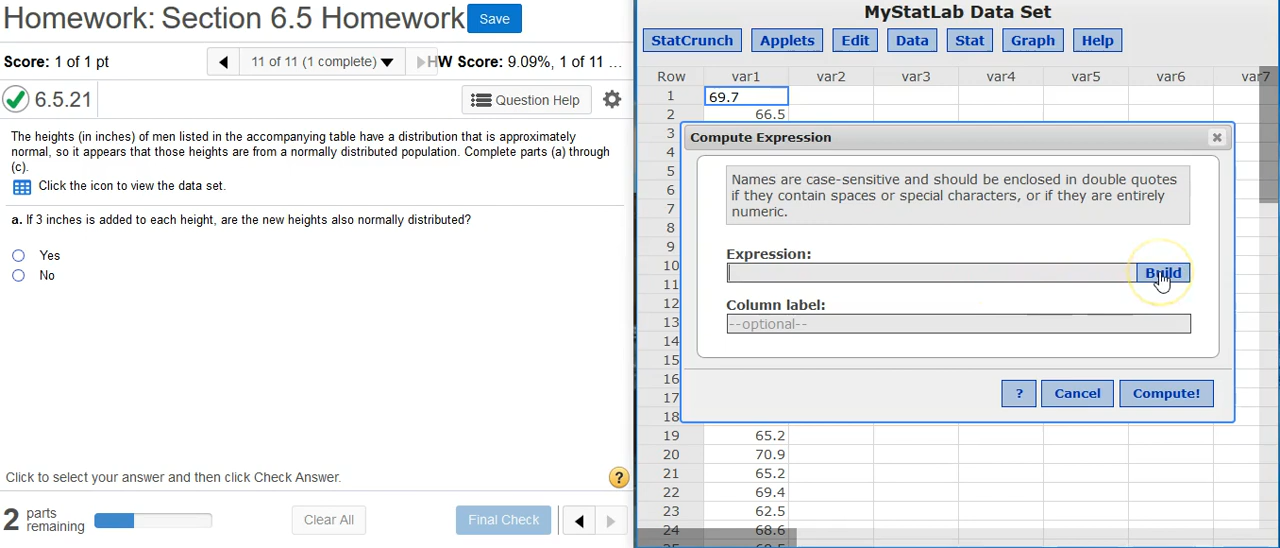 Homework: Section 6.5 Homework
Save
Score: 1 of 1 pt
11 of 11 (1 complete)
HW Score: 9.09%, 1 of 11 ...
6.5.21
Question Help
The heights (in inches) of men listed in the accompanying table have a distribution that is approximately
normal, so it appears that those heights are from a normally distributed population. Complete parts (a) through
(c).
Click the icon to view the data set.
a. If 3 inches is added to each height, are the new heights also normally distributed?
Yes
No
Click to select your answer and then click Check Answer.
?
2 parts remaining
Clear All
Final Check
MyStatLab Data Set
StatCrunch Applets Edit Data Stat Graph Help
Row var1 var2 var3 var4 var5 var6 var7
1 69.7
2 66.5
3
4
5
6
7
8
9
10
11
12
13
14
15
16
17
18
19 65.2
20 70.9
21 65.2
22 69.4
23 62.5
24 68.6
Compute Expression
Names are case-sensitive and should be enclosed in double quotes
if they contain spaces or special characters, or if they are entirely
numeric.
Expression:
Build
Column label:
--optional--
? Cancel Compute!